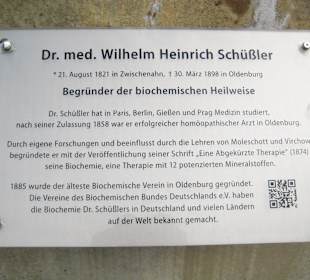 Dr. med. Wilhelm Heinrich Schüßler
* 21. August 1821 in Zwischenahn, † 30. März 1898 in Oldenburg
Begründer der biochemischen Heilweise
Dr. Schüßler hat in Paris, Berlin, Gießen und Prag Medizin studiert,
nach seiner Zulassung 1858 war er erfolgreicher homöopathischer Arzt in Oldenburg.
Durch eigene Forschungen und beeinflusst durch die Lehren von Moleschott und Virchow
begründete er mit der Veröffentlichung seiner Schrift „Eine Abgekürzte Therapie" (1874)
seine Biochemie, eine Therapie mit 12 potenzierten Mineralstoffen.
1885 wurde der älteste Biochemische Verein in Oldenburg gegründet.
Die Vereine des Biochemischen Bundes Deutschlands e.V. haben
die Biochemie Dr. Schüßlers in Deutschland und vielen Ländern
auf der Welt bekannt gemacht.